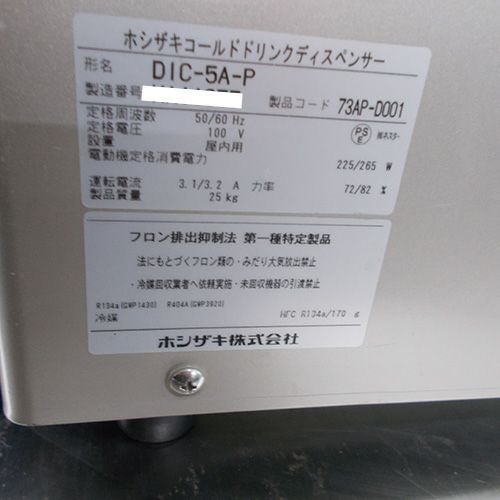 ホシザキコールドドリンクディスペンサー
形名 DIC-5A-P
製造番号
製品コード 73AP-D001
定格周波数 50/60 Hz
定格電圧 100 V
設置 屋内用
PS E ㈱ネスター
電動機定格消費電力 225/265 W
運転電流 3.1/3.2 A 力率 72/82 %
製品質量 25kg
フロン排出抑制法 第一種特定製品
法にもとづくフロン類の・みだり大気放出禁止
・冷媒回収業者へ依頼実施・未回収機器の引渡禁止
R134a(GWP1430) R404A(GWP3920)
冷媒 HFC R134a/170 g
ホシザキ株式会社